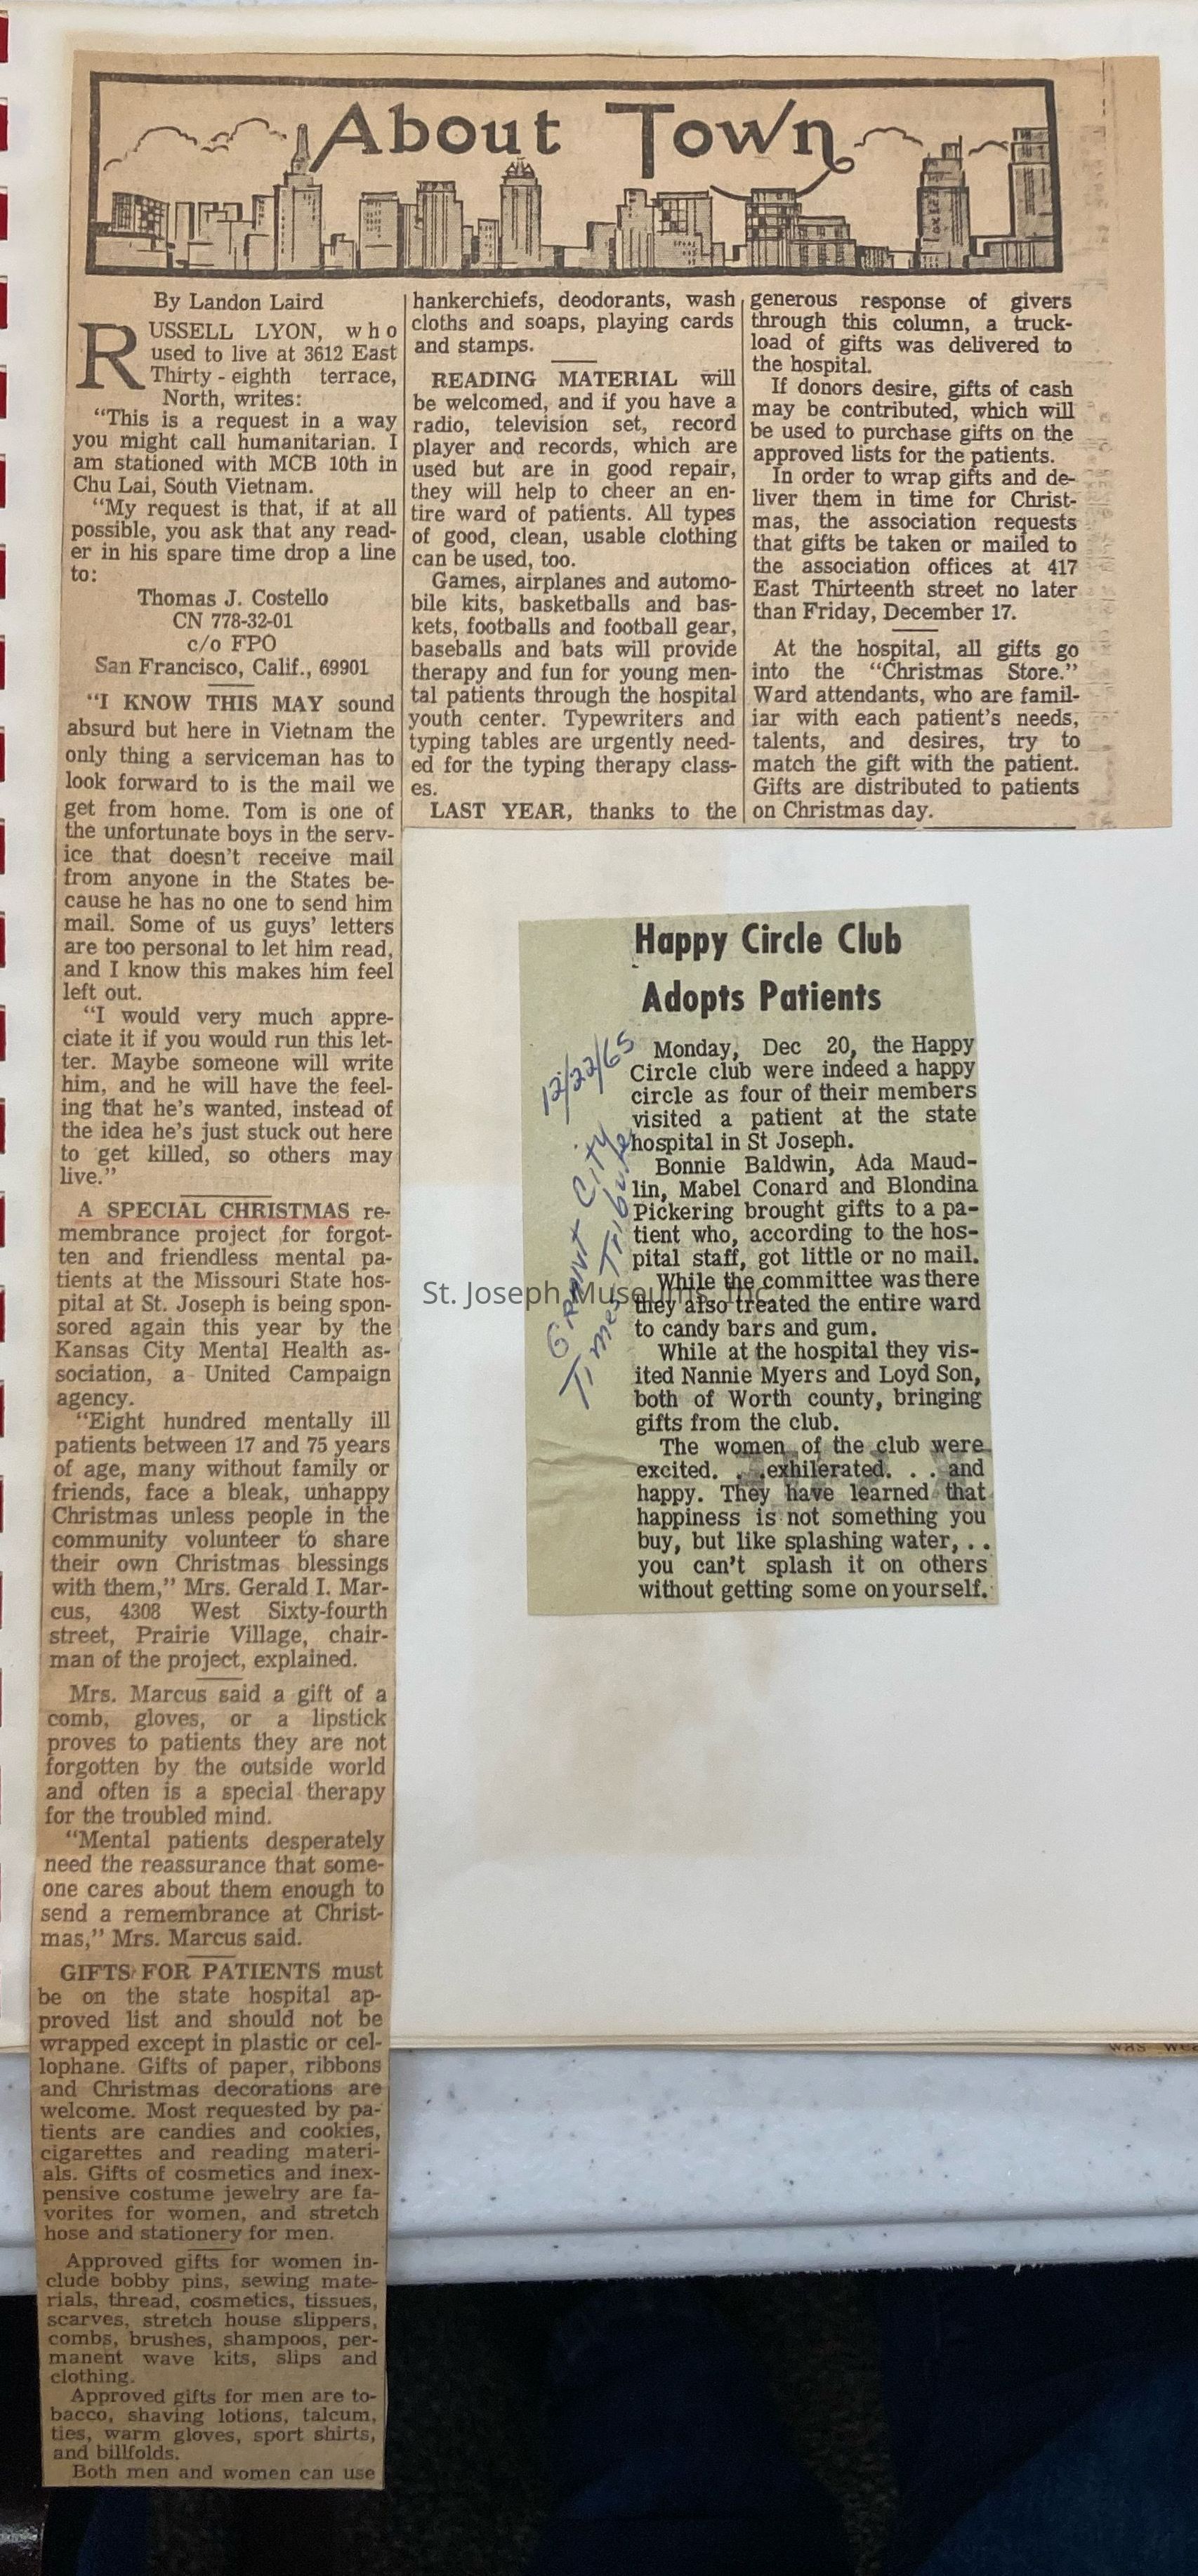 About Town
By Landon Laird
RUSSELL LYON, who
used to live at 3612 East
Thirty-eighth terrace,
North, writes:
"This is a request in a way
you might call humanitarian. I
am stationed with MCB 10th in
Chu Lai, South Vietnam.
"My request is that, if at all
possible, you ask that any read-
er in his spare time drop a line
to:
Thomas J. Costello
CN 778-32-01
c/o FPO
San Francisco, Calif., 69901
"I KNOW THIS MAY sound
absurd but here in Vietnam the
only thing a serviceman has to
look forward to is the mail we
get from home. Tom is one of
the unfortunate boys in the serv-
ice that doesn't receive mail
from anyone in the States be-
cause he has no one to send him
mail. Some of us guys' letters
are too personal to let him read,
and I know this makes him feel
left out.
"I would very much appre-
ciate it if you would run this let-
ter. Maybe someone will write
him, and he will have the feel-
ing that he's wanted, instead of
the idea he's just stuck out here
to get killed, so others may
live."
A SPECIAL CHRISTMAS re-
membrance project for forgot-
ten and friendless mental pa-
tients at the Missouri State hos-
pital at St. Joseph is being spon-
sored again this year by the
Kansas City Mental Health as-
sociation, a United Campaign
agency.
"Eight hundred mentally ill
patients between 17 and 75 years
of age, many without family or
friends, face a bleak, unhappy
Christmas unless people in the
community volunteer to share
their own Christmas blessings
with them," Mrs. Gerald I. Mar-
cus, 4308 West Sixty-fourth
street, Prairie Village, chair-
man of the project, explained.
Mrs. Marcus said a gift of a
comb, gloves, or a lipstick
proves to patients they are not
forgotten by the outside world
and often is a special therapy
for the troubled mind.
"Mental patients desperately
need the reassurance that some-
one cares about them enough to
send a remembrance at Christ-
mas," Mrs. Marcus said.
GIFTS FOR PATIENTS must
be on the state hospital ap-
proved list and should not be
wrapped except in plastic or cel-
lophane. Gifts of paper, ribbons
and Christmas decorations are
welcome. Most requested by pa-
tients are candies and cookies,
cigarettes and reading materi-
als. Gifts of cosmetics and inex-
pensive costume jewelry are fa-
vorites for women, and stretch
hose and stationery for men.
Approved gifts for women in-
clude bobby pins, sewing mate-
rials, thread, cosmetics, tissues,
scarves, stretch house slippers,
combs, brushes, shampoos, per-
manent wave kits, slips and
clothing.
Approved gifts for men are to-
bacco, shaving lotions, talcum,
ties, warm gloves, sport shirts,
and billfolds.
Both men and women can use
hankerchiefs, deodorants, wash
cloths and soaps, playing cards
and stamps.
READING MATERIAL will
be welcomed, and if you have a
radio, television set, record
player and records, which are
used but are in good repair,
they will help to cheer an en-
tire ward of patients. All types
of good, clean, usable clothing
can be used, too.
Games, airplanes and automo-
bile kits, basketballs and bas-
kets, footballs and football gear,
baseballs and bats will provide
therapy and fun for young men-
tal patients through the hospital
youth center. Typewriters and
typing tables are urgently need-
ed for the typing therapy class-
es.
LAST YEAR, thanks to the
generous response of givers
through this column, a truck-
load of gifts was delivered to
the hospital.
If donors desire, gifts of cash
may be contributed, which will
be used to purchase gifts on the
approved lists for the patients.
In order to wrap gifts and de-
liver them in time for Christ-
mas, the association requests
that gifts be taken or mailed to
the association offices at 417
East Thirteenth street no later
than Friday, December 17.
At the hospital, all gifts go
into the "Christmas Store."
Ward attendants, who are famil-
iar with each patient's needs,
talents, and desires, try to
match the gift with the patient.
Gifts are distributed to patients
on Christmas day.
Happy Circle Club
Adopts Patients
12/22/65
Grant City
Times Tribune
Monday, Dec 20, the Happy
Circle club were indeed a happy
circle as four of their members
visited a patient at the state
hospital in St Joseph.
Bonnie Baldwin, Ada Maud-
lin, Mabel Conard and Blondina
Pickering brought gifts to a pa-
tient who, according to the hos-
pital staff, got little or no mail.
While the committee was there
they also treated the entire ward
to candy bars and gum.
While at the hospital they vis-
ited Nannie Myers and Loyd Son,
both of Worth county, bringing
gifts from the club.
The women of the club were
excited. . .exhilerated. . . and
happy. They have learned that
happiness is not something you
buy, but like splashing water, . .
you can't splash it on others
without getting some on yourself.
St. Joseph Museums, Inc.
was wea